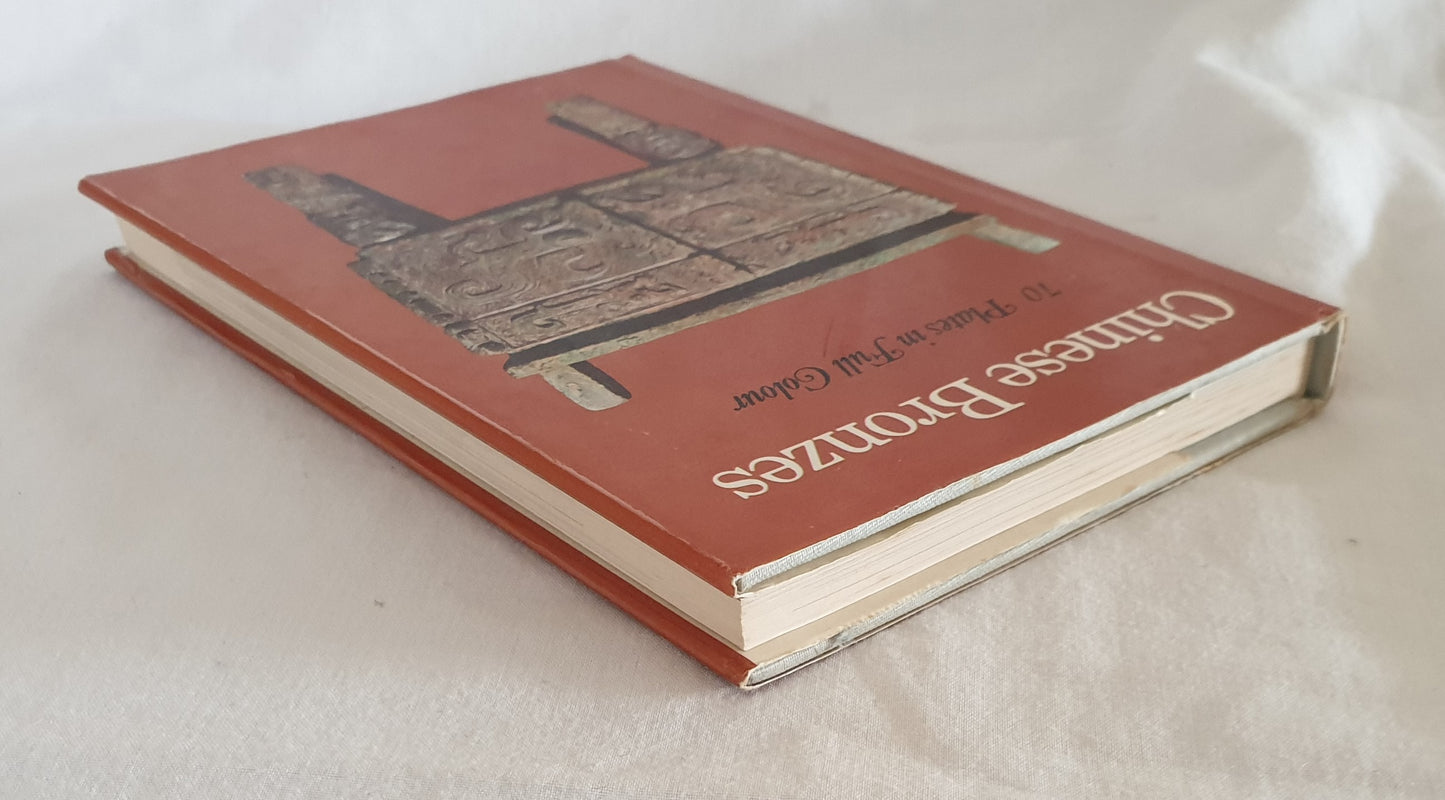 Chinese Bronzes
70 Plates in Full Colour